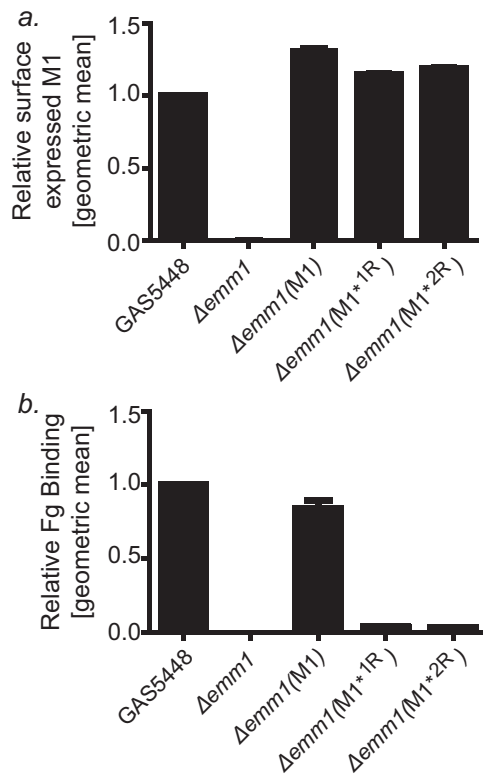 a.
Relative surface
expressed M1
[geometric mean]
1.5
1.0
0.5
0.0
GAS5448
Δemm1
Δemm1(M1)
Δemm1(M1*1R)
Δemm1(M1*2R)
b.
Relative Fg Binding
[geometric mean]
1.5
1.0
0.5
0.0
GAS5448
Δemm1
Δemm1(M1)
Δemm1(M1*1R)
Δemm1(M1*2R)